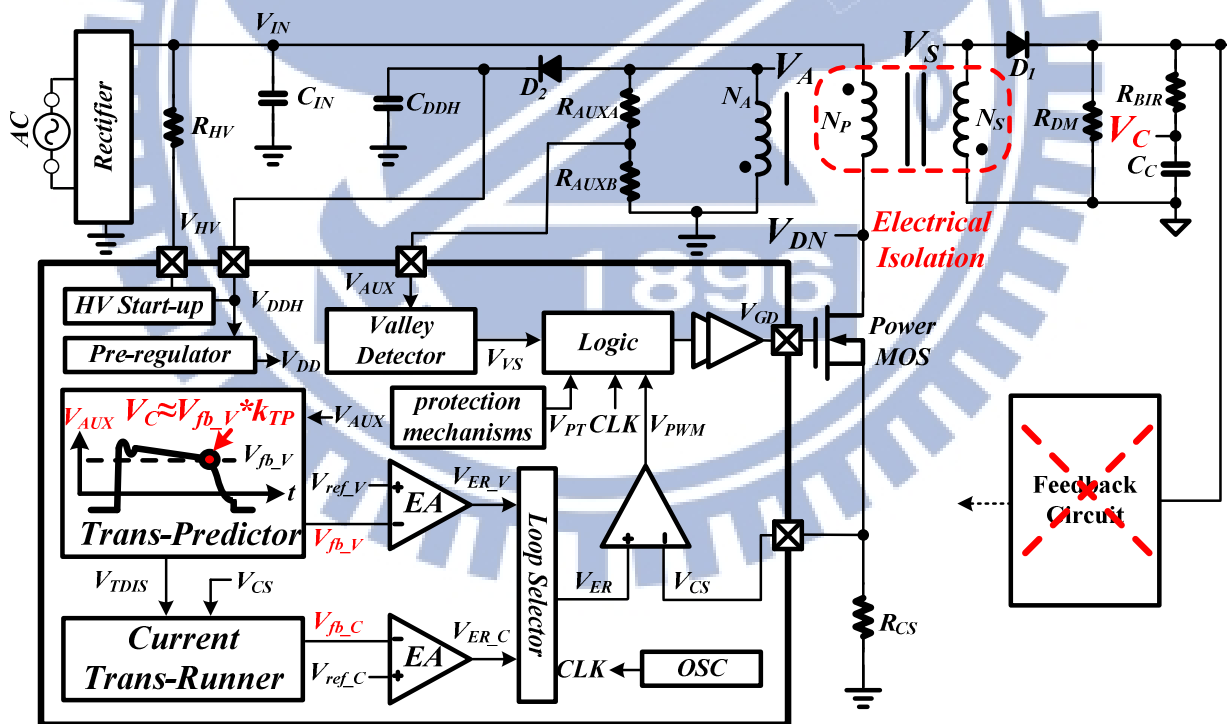 V_IN
V_S
D_1
AC
Rectifier
R_HV
C_IN
C_DDH
D_2
R_AUXA
R_AUXB
N_A
V_A
N_P
N_S
R_DM
R_BIR
V_C
C_C
V_HV
V_DN
Electrical
Isolation
1896
HV Start-up
V_DDH
V_AUX
Pre-regulator
V_DD
Valley
Detector
V_VS
Logic
V_GD
Power
MOS
protection
mechanisms
V_PT
CLK
V_PWM
V_AUX
V_C≈V_fb_V*k_TP
V_AUX
V_fb_V
t
Trans-Predictor
V_ref_V
+
EA
-
V_fb_V
V_ER_V
Loop Selector
V_ER
+
-
V_CS
V_TDIS
V_CS
Current
Trans-Runner
V_fb_C
-
EA
+
V_ref_C
V_ER_C
CLK
OSC
R_CS
Feedback
Circuit